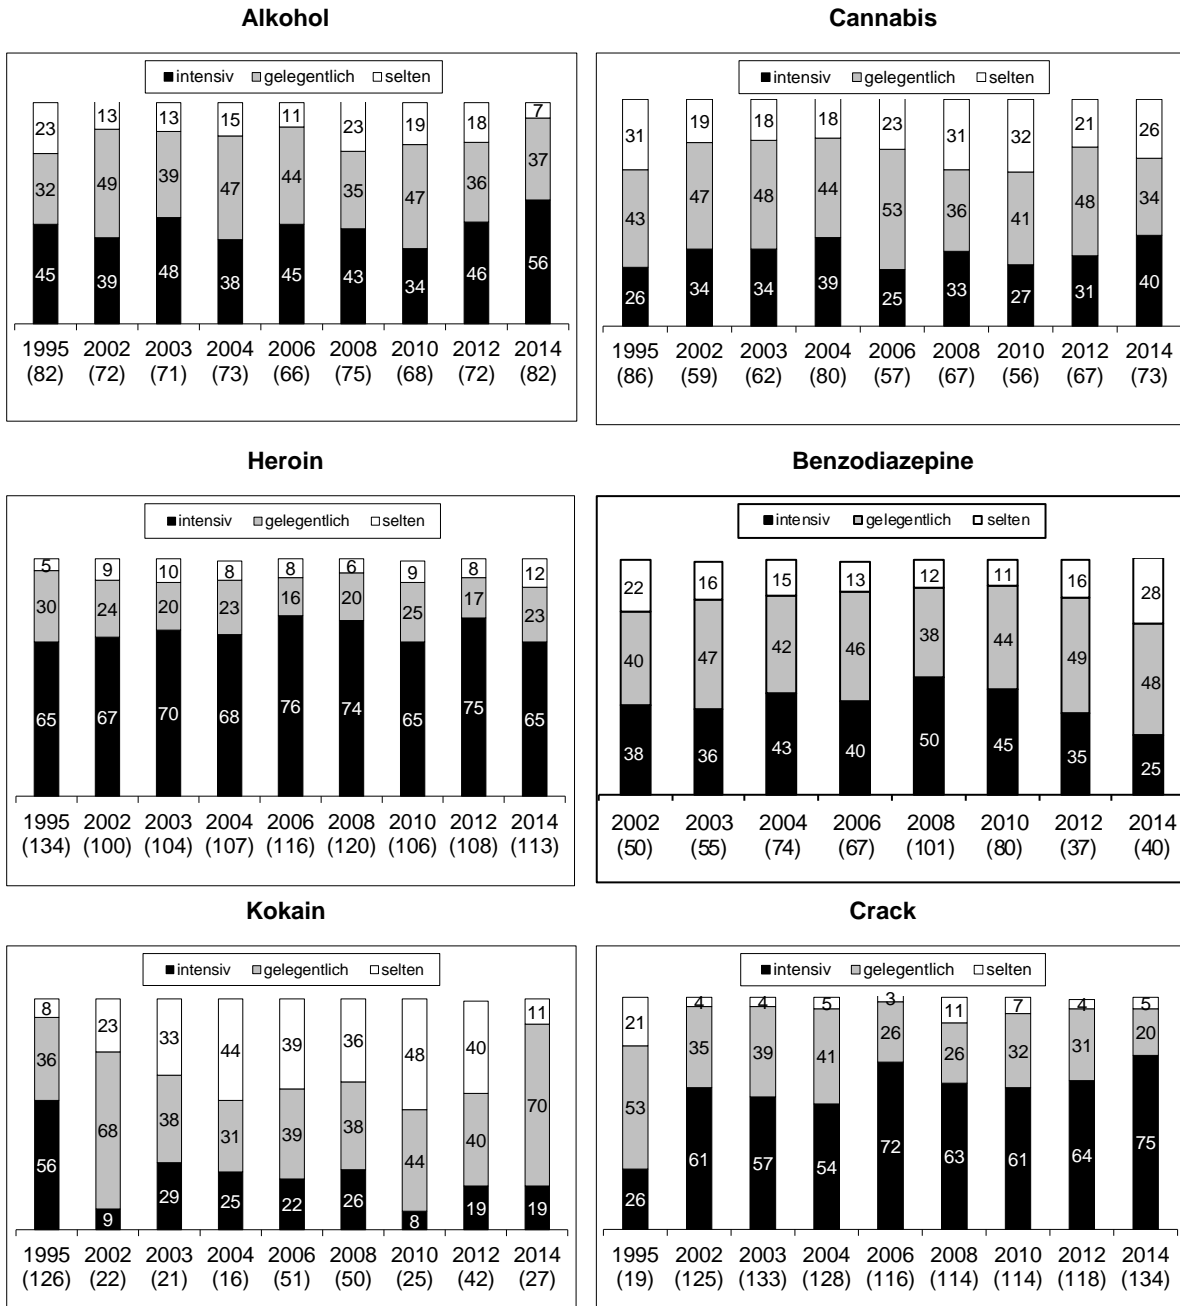 Alkohol
■intensiv ■gelegentlich □selten
23 13 13 15 11 23 19 18 7
32 49 39 47 44 35 47 36 37
45 39 48 38 45 43 34 46 56
1995 2002 2003 2004 2006 2008 2010 2012 2014
(82) (72) (71) (73) (66) (75) (68) (72) (82)
Cannabis
■intensiv ■gelegentlich □selten
31 19 18 18 23 31 32 21 26
43 47 48 44 53 36 41 48 34
26 34 34 39 25 33 27 31 40
1995 2002 2003 2004 2006 2008 2010 2012 2014
(86) (59) (62) (80) (57) (67) (56) (67) (73)
Heroin
■intensiv ■gelegentlich □selten
5 9 10 8 8 6 9 8 12
30 24 20 23 16 20 25 17 23
65 67 70 68 76 74 65 75 65
1995 2002 2003 2004 2006 2008 2010 2012 2014
(134) (100) (104) (107) (116) (120) (106) (108) (113)
Benzodiazepine
■intensiv ■gelegentlich □selten
22 16 15 13 12 11 16 28
40 47 42 46 38 44 49 48
38 36 43 40 50 45 35 25
2002 2003 2004 2006 2008 2010 2012 2014
(50) (55) (74) (67) (101) (80) (37) (40)
Kokain
■intensiv ■gelegentlich □selten
8 23 33 44 39 36 48 40 11
36 68 38 31 39 38 44 40 70
56 9 29 25 22 26 8 19 19
1995 2002 2003 2004 2006 2008 2010 2012 2014
(126) (22) (21) (16) (51) (50) (25) (42) (27)
Crack
■intensiv ■gelegentlich □selten
21 4 4 5 3 11 7 4 5
53 35 39 41 26 26 32 31 20
26 61 57 54 72 63 61 64 75
1995 2002 2003 2004 2006 2008 2010 2012 2014
(19) (125) (133) (128) (116) (114) (114) (118) (134)